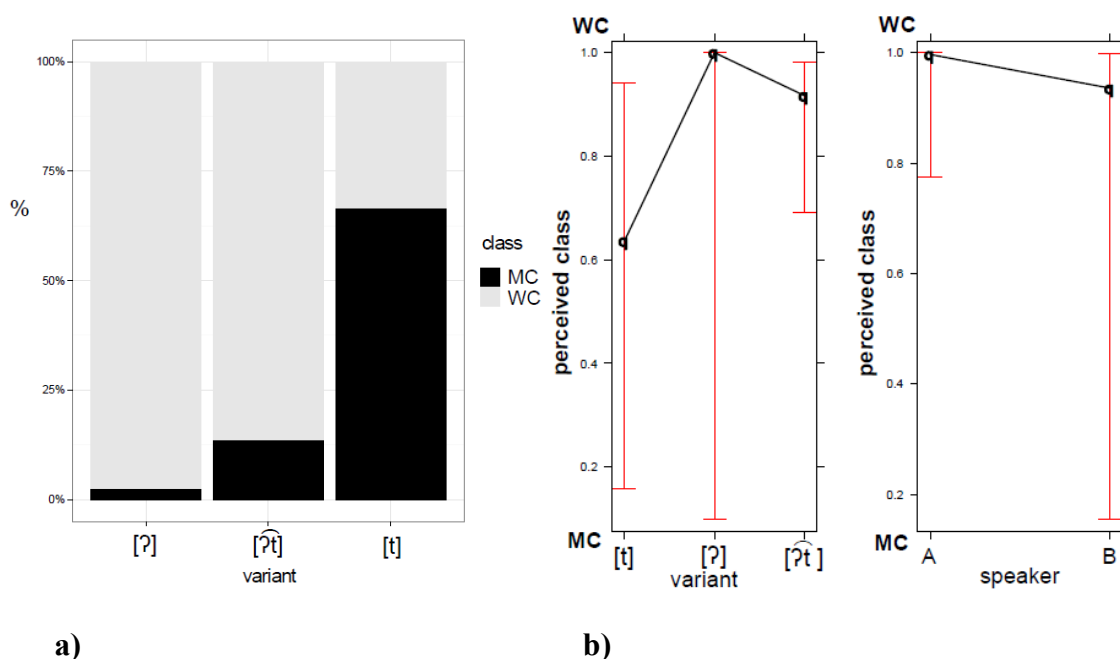 100%
75%
%
50%
25%
0%
[ʔ]
[ʔ͡t]
[t]
variant
class
MC
WC
a)
WC
1.0
0.8
0.6
0.4
0.2
perceived class
MC
[t]
[ʔ]
[ʔ͡t ]
variant
WC
1.0
0.8
0.6
0.4
0.2
perceived class
MC
A
B
speaker
b)